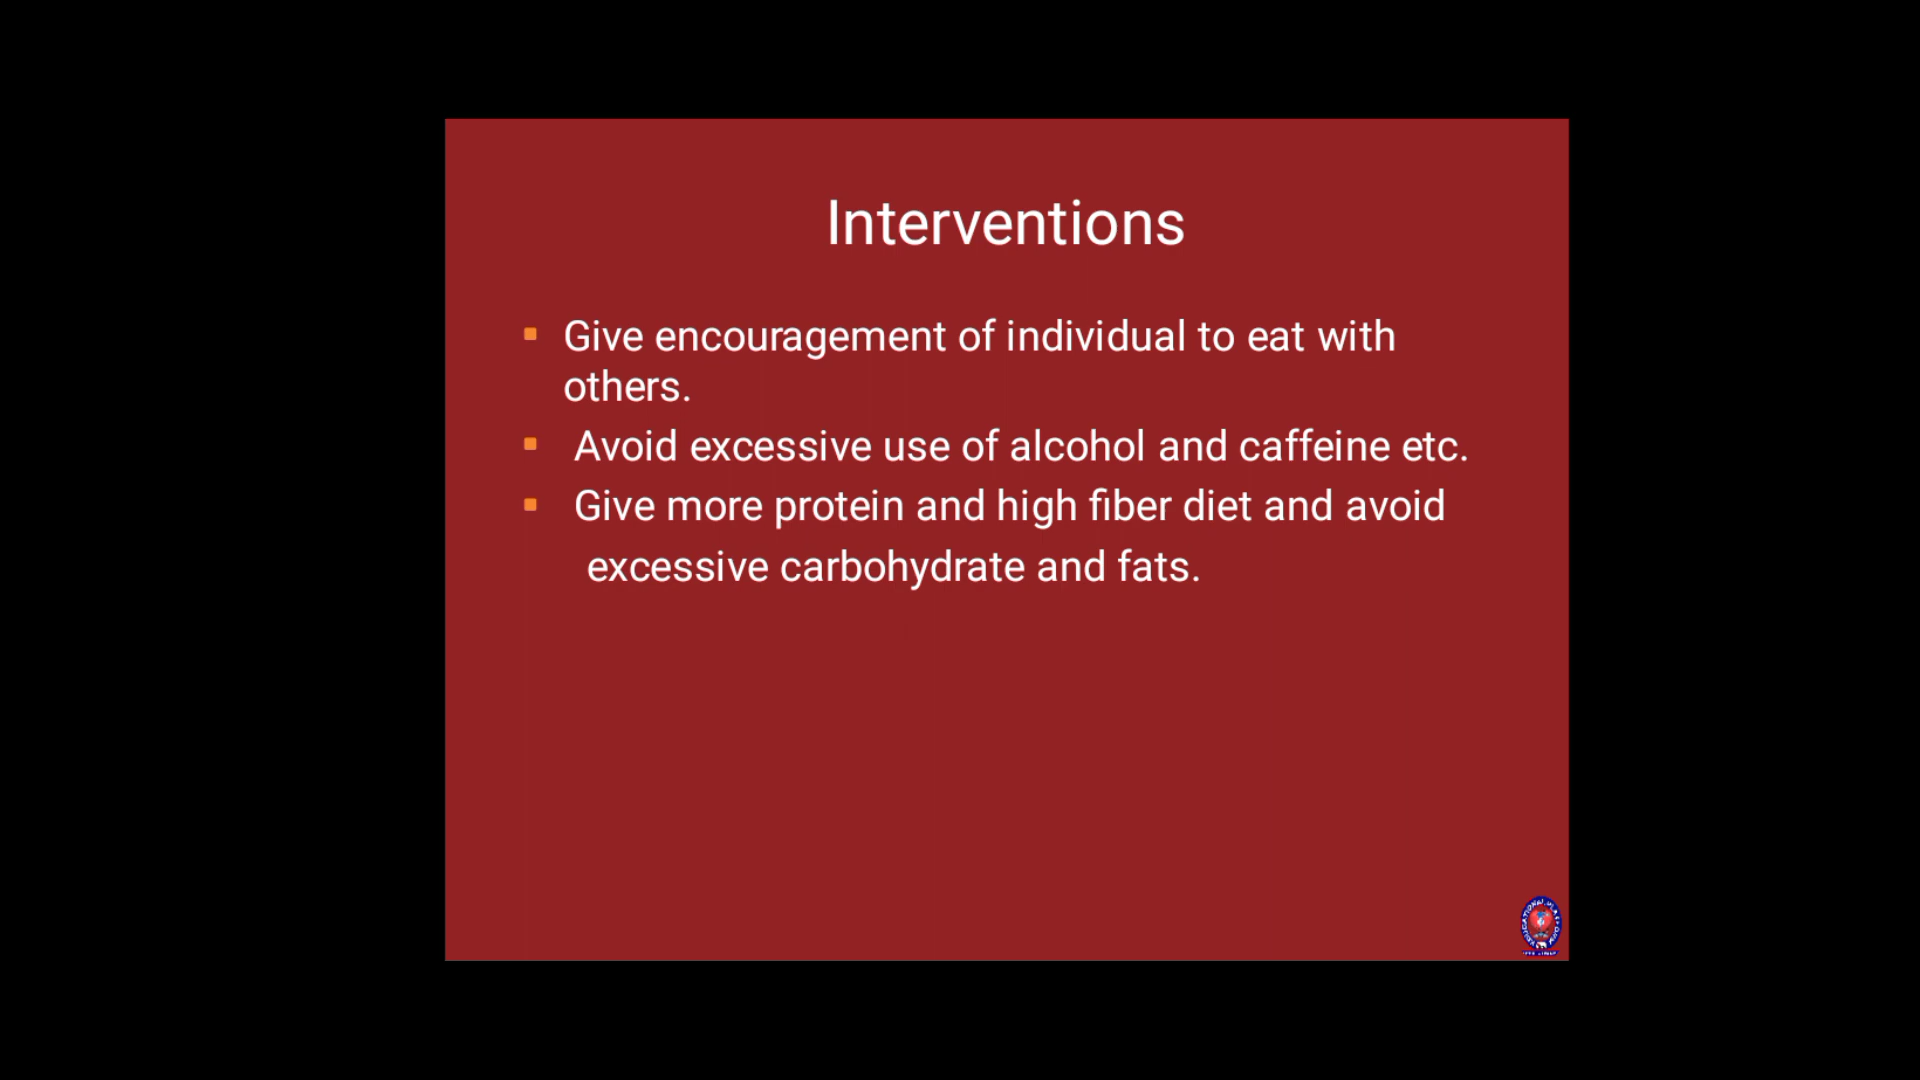 Interventions
Give encouragement of individual to eat with
others.
Avoid excessive use of alcohol and caffeine etc.
Give more protein and high fiber diet and avoid
excessive carbohydrate and fats.